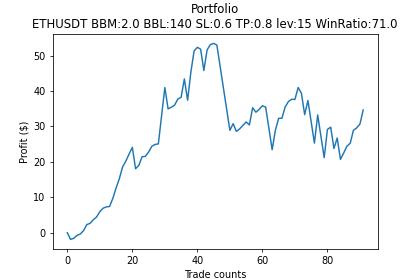 Portfolio
ETHUSDT BBM:2.0 BBL:140 SL:0.6 TP:0.8 lev:15 WinRatio:71.0
50
40
30
20
10
0
Profit ($)
0 20 40 60 80
Trade counts